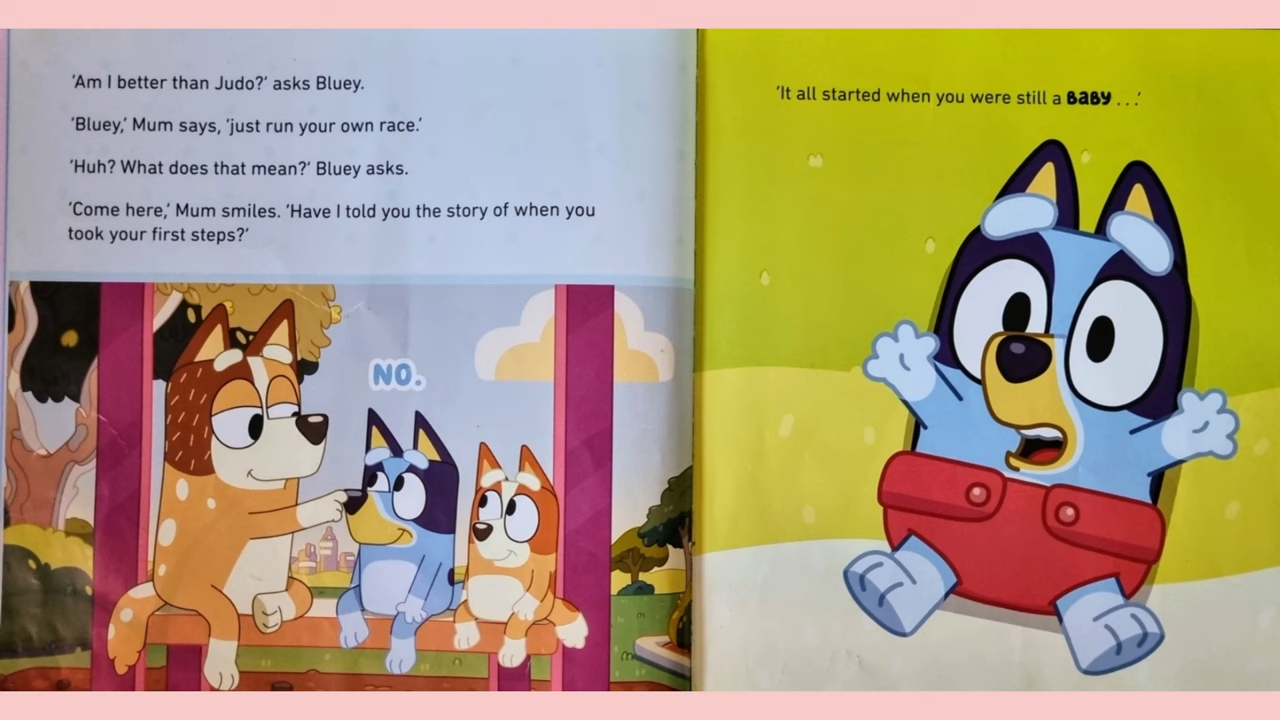 ‘Am I better than Judo?’ asks Bluey.
‘Bluey,’ Mum says, ‘just run your own race.’
‘Huh? What does that mean?’ Bluey asks.
‘Come here,’ Mum smiles. ‘Have I told you the story of when you
took your first steps?’
NO.
‘It all started when you were still a BABY . . .’